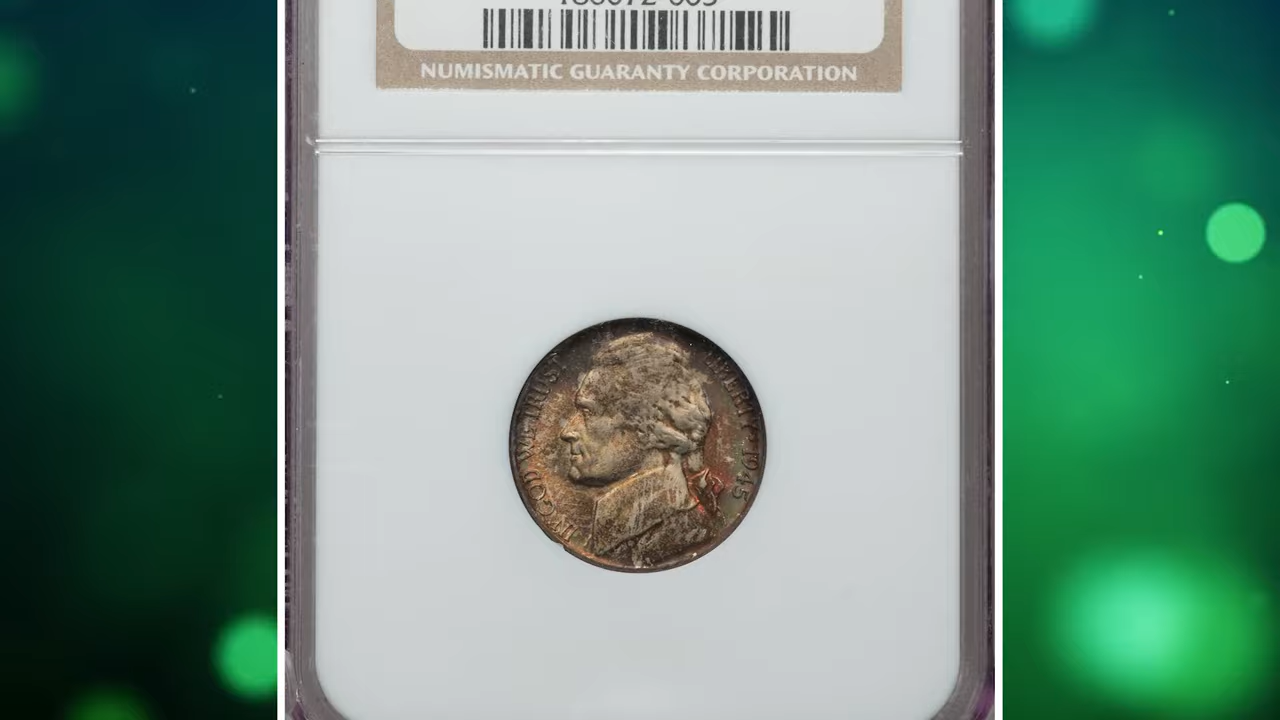 NUMISMATIC GUARANTY CORPORATION
IN GOD WE TRUST
LIBERTY · 1945